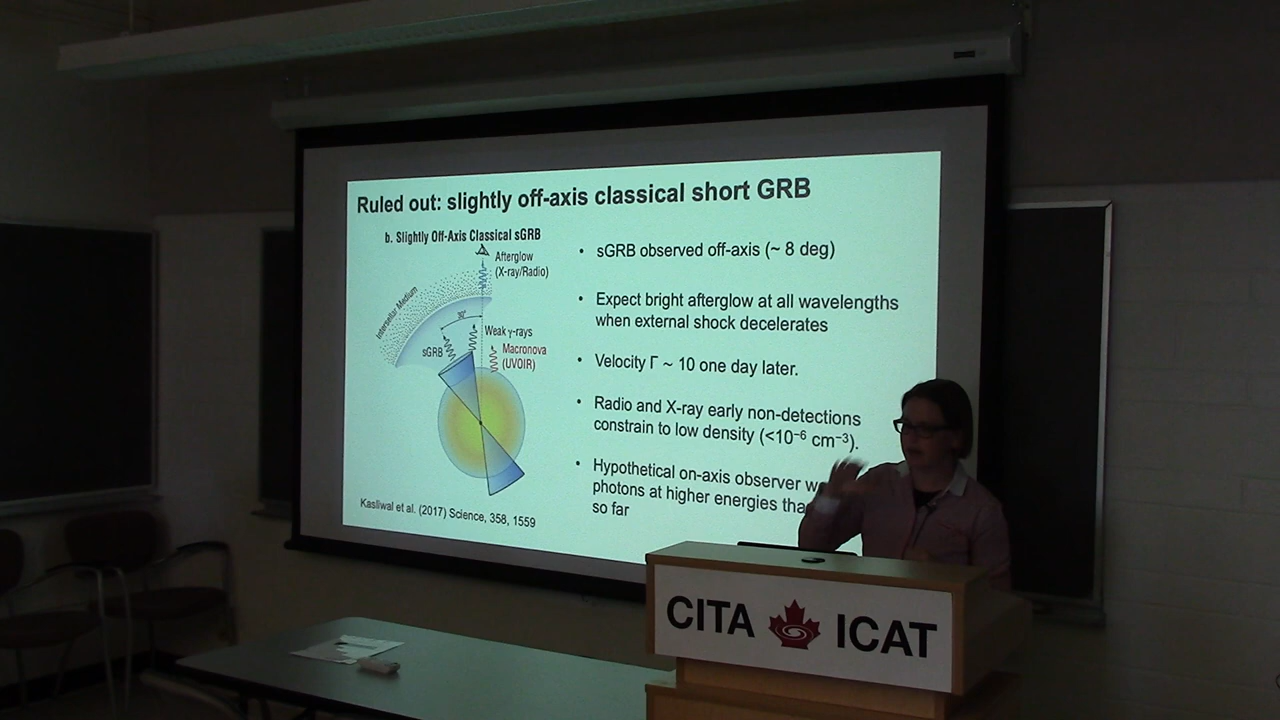 Ruled out: slightly off-axis classical short GRB
b. Slightly Off-Axis Classical sGRB
Afterglow
(X-ray/Radio)
Intersteller Medium
30°
Weak γ-rays
sGRB
Macronova
(UVOIR)
Kasliwal et al. (2017) Science, 358, 1559
• sGRB observed off-axis (~ 8 deg)
• Expect bright afterglow at all wavelengths
when external shock decelerates
• Velocity Γ ~ 10 one day later.
• Radio and X-ray early non-detections
constrain to low density (<10⁻⁶ cm⁻³).
• Hypothetical on-axis observer
photons at higher energies
so far
CITA ICAT